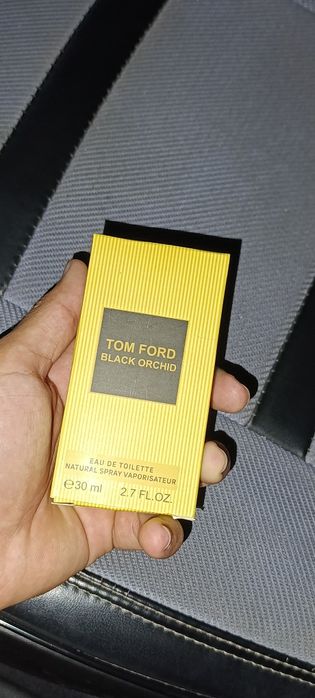 TOM FORD
BLACK ORCHID
EAU DE TOILETTE
NATURAL SPRAY VAPORISATEUR
℮30 ml 2.7 FL.OZ.